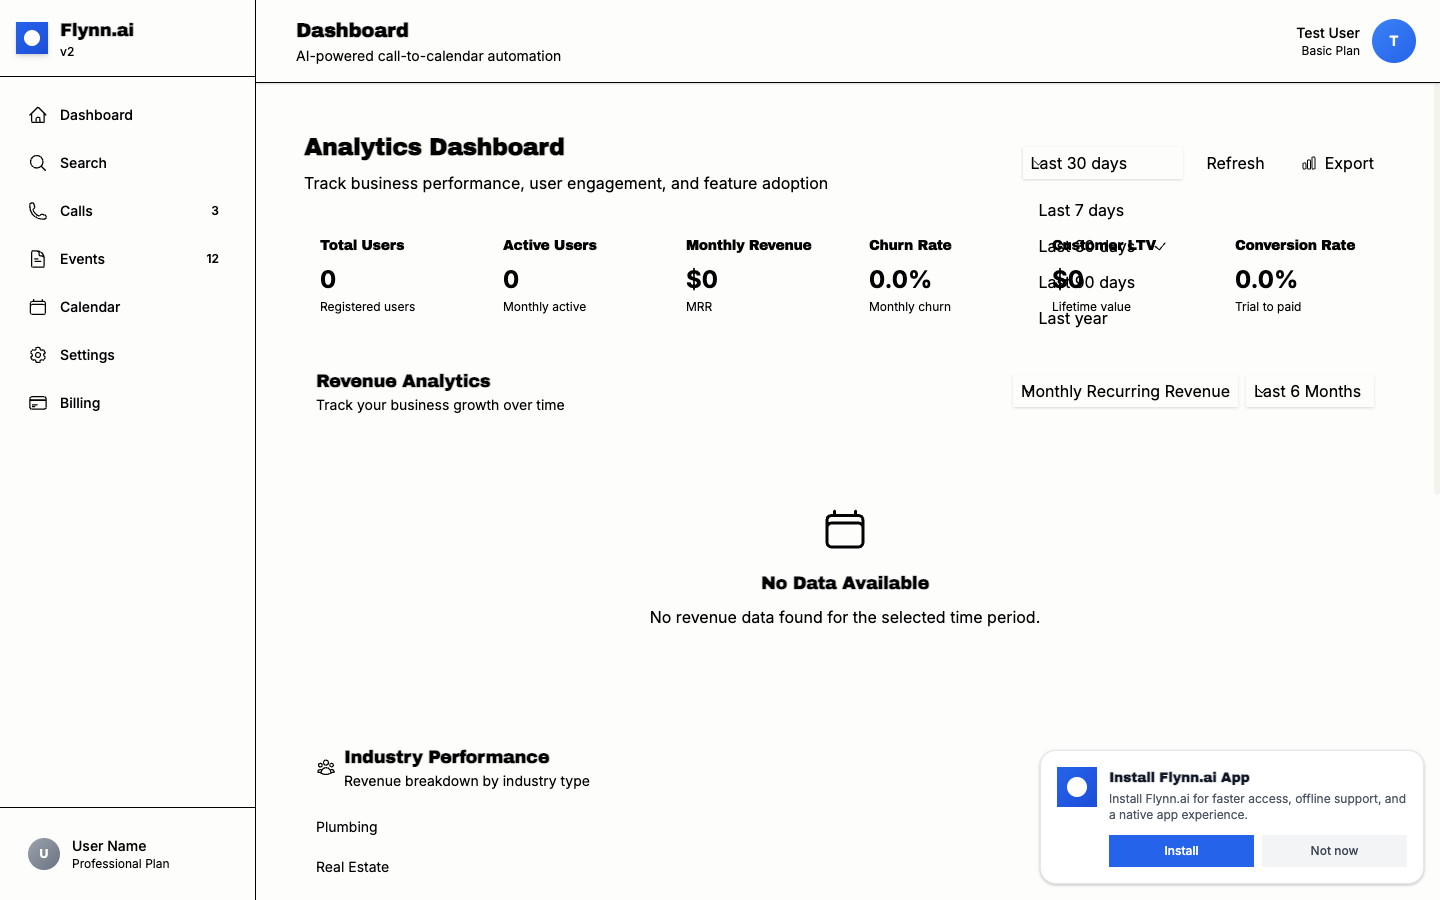 Flynn.ai
v2
Dashboard
Search
Calls 3
Events 12
Calendar
Settings
Billing
User Name
Professional Plan
U
Dashboard
AI-powered call-to-calendar automation
Test User
Basic Plan
T
Analytics Dashboard
Track business performance, user engagement, and feature adoption
Last 30 days
Refresh
Export
Last 7 days
Last 30 days
Last 90 days
Last year
Total Users
0
Registered users
Active Users
0
Monthly active
Monthly Revenue
$0
MRR
Churn Rate
0.0%
Monthly churn
Customer LTV
$0
Lifetime value
Conversion Rate
0.0%
Trial to paid
Revenue Analytics
Track your business growth over time
Monthly Recurring Revenue
Last 6 Months
No Data Available
No revenue data found for the selected time period.
Industry Performance
Revenue breakdown by industry type
Plumbing
Real Estate
Install Flynn.ai App
Install Flynn.ai for faster access, offline support, and
a native app experience.
Install
Not now